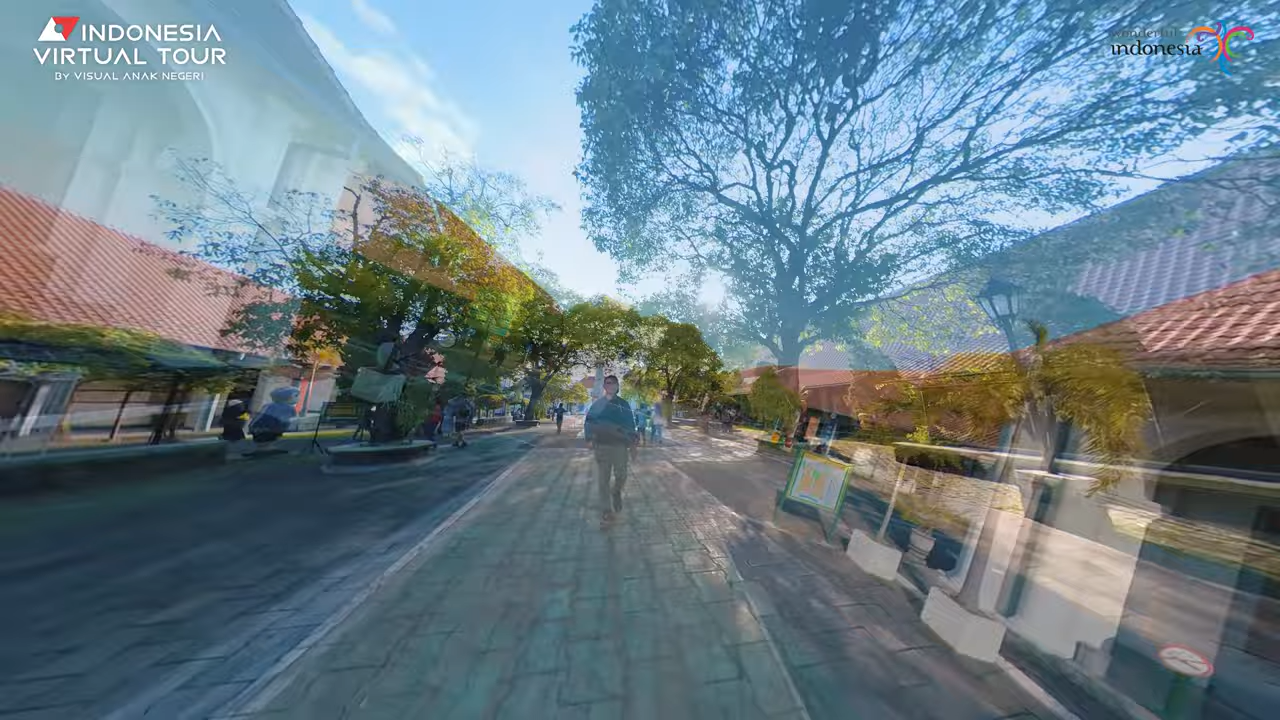 INDONESIA
VIRTUAL TOUR
BY VISUAL ANAK NEGERI
wonderful
indonesia